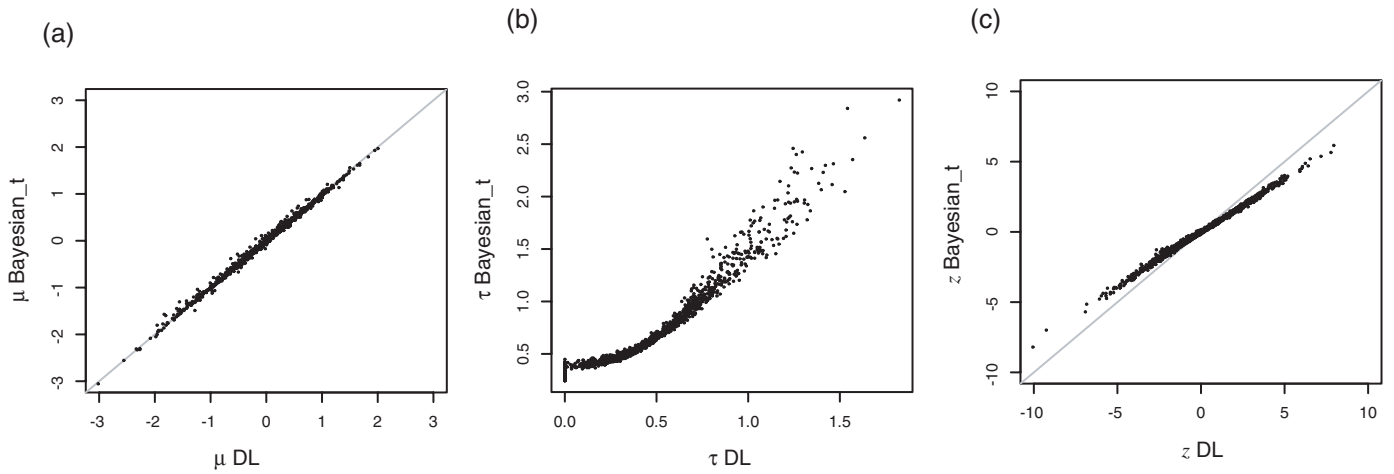 (a)
μ Bayesian_t
3
2
1
0
-1
-2
-3
-3 -2 -1 0 1 2 3
μ DL
(b)
τ Bayesian_t
3.0
2.5
2.0
1.5
1.0
0.5
0.0 0.5 1.0 1.5
τ DL
(c)
z Bayesian_t
10
5
0
-5
-10
-10 -5 0 5 10
z DL